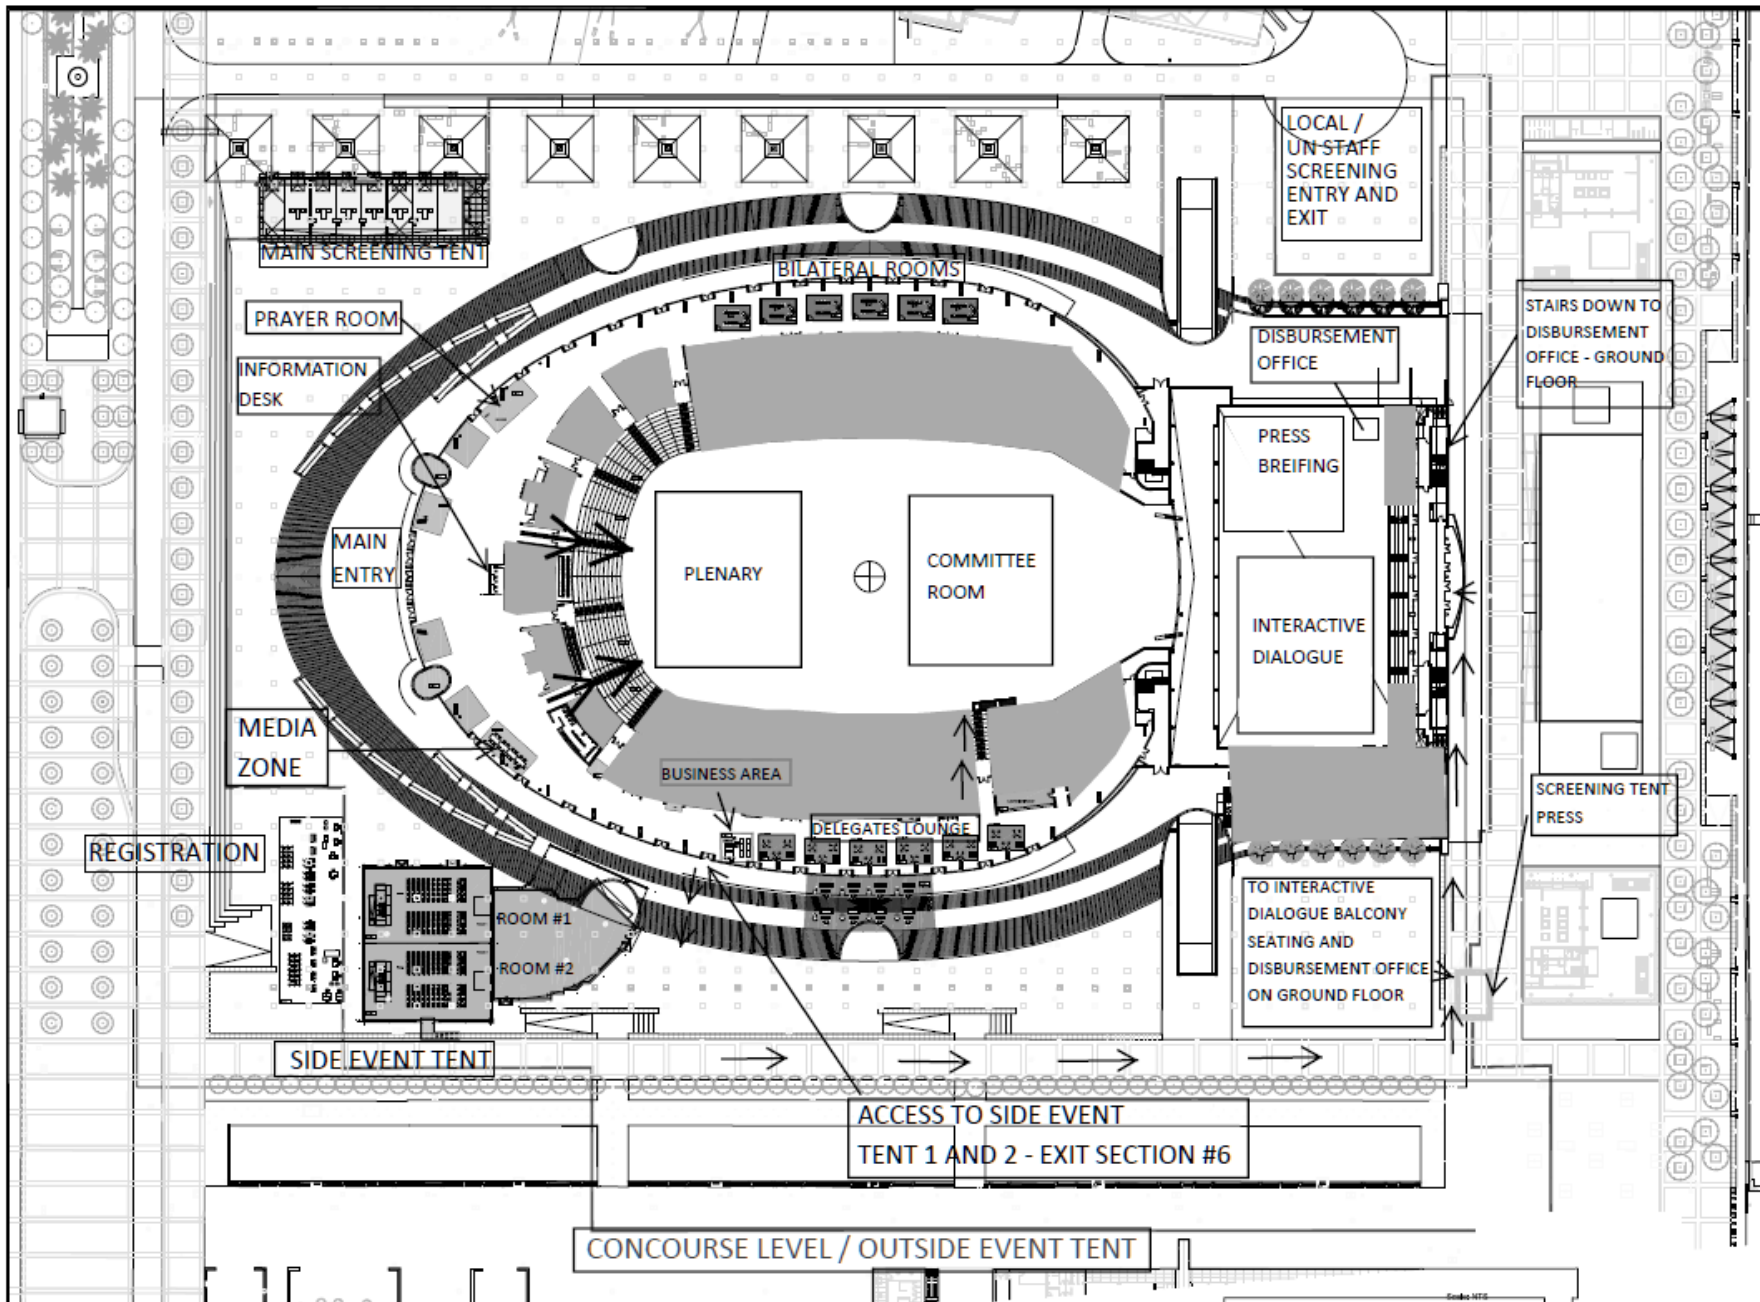 LOCAL /
UN STAFF
SCREENING
ENTRY AND
EXIT
MAIN SCREENING TENT
BILATERAL ROOMS
PRAYER ROOM
STAIRS DOWN TO
DISBURSEMENT
OFFICE - GROUND
FLOOR
DISBURSEMENT
OFFICE
INFORMATION
DESK
PRESS
BREIFING
MAIN
ENTRY
PLENARY
COMMITTEE
ROOM
INTERACTIVE
DIALOGUE
MEDIA
ZONE
BUSINESS AREA
SCREENING TENT
PRESS
DELEGATES LOUNGE
REGISTRATION
ROOM #1
ROOM #2
TO INTERACTIVE
DIALOGUE BALCONY
SEATING AND
DISBURSEMENT OFFICE
ON GROUND FLOOR
SIDE EVENT TENT
ACCESS TO SIDE EVENT
TENT 1 AND 2 - EXIT SECTION #6
CONCOURSE LEVEL / OUTSIDE EVENT TENT